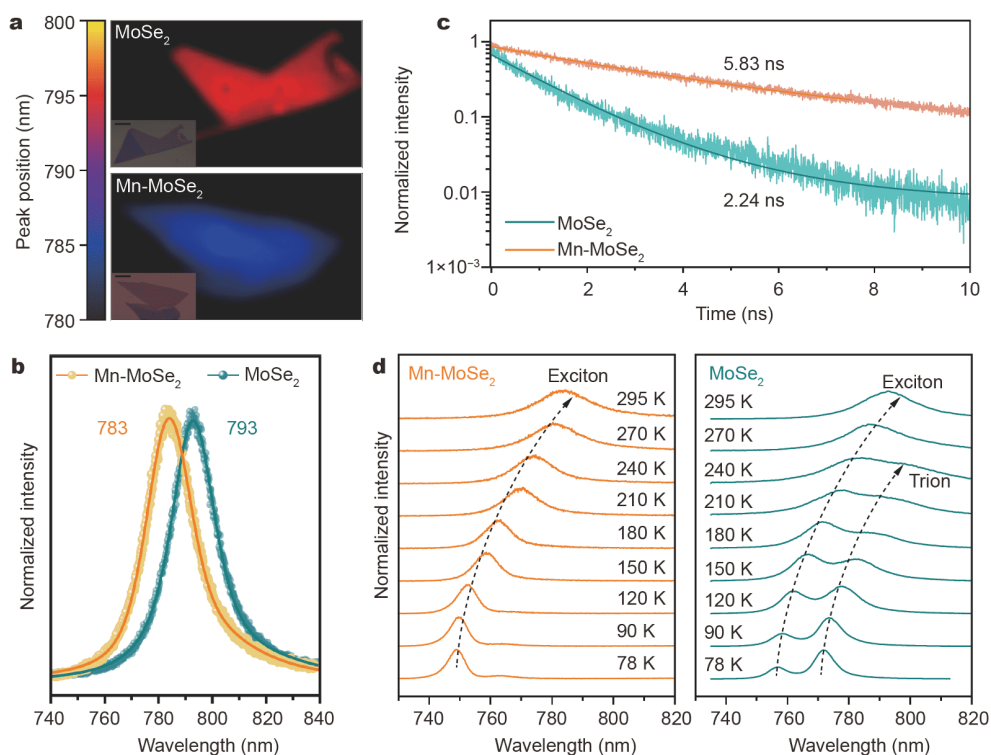 a
800
795
790
785
780
Peak position (nm)
MoSe₂
Mn-MoSe₂
c
1
0.1
0.01
1×10⁻³
Normalized intensity
5.83 ns
2.24 ns
MoSe₂
Mn-MoSe₂
0 2 4 6 8 10
Time (ns)
b
Mn-MoSe₂ MoSe₂
783 793
Normalized intensity
740 760 780 800 820 840
Wavelength (nm)
d
Normalized intensity
Mn-MoSe₂
Exciton
295 K
270 K
240 K
210 K
180 K
150 K
120 K
90 K
78 K
740 760 780 800 820
Wavelength (nm)
MoSe₂
Exciton
295 K
270 K
240 K
Trion
210 K
180 K
150 K
120 K
90 K
78 K
740 760 780 800 820
Wavelength (nm)